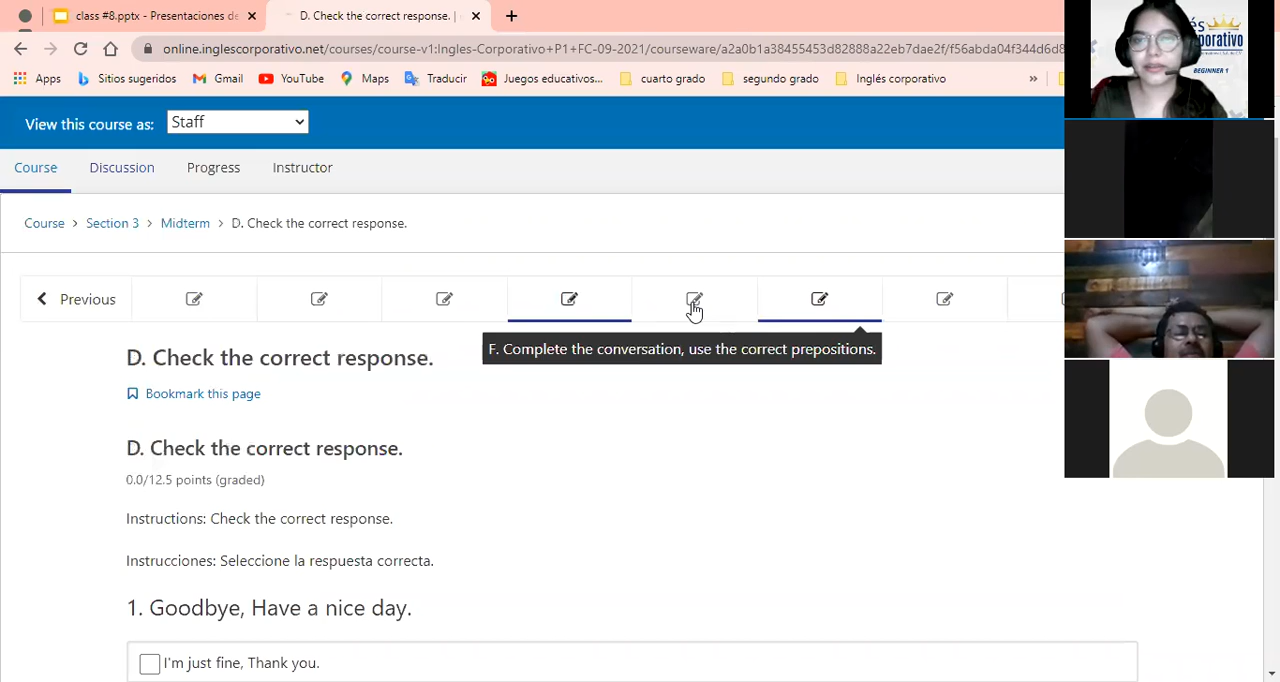 class #8.pptx - Presentaciones de
D. Check the correct response. |
online.inglescorporativo.net/courses/course-v1:Ingles-Corporativo+P1+FC-09-2021/courseware/a2a0b1a38455453d82888a22eb7dae2f/f56abda04f344d6d8
Apps
Sitios sugeridos
Gmail
YouTube
Maps
Traducir
Juegos educativos...
cuarto grado
segundo grado
Inglés corporativo
»
és
orporativo
BEGINNER 1
View this course as:
Staff
Course
Discussion
Progress
Instructor
Course > Section 3 > Midterm > D. Check the correct response.
Previous
F. Complete the conversation, use the correct prepositions.
D. Check the correct response.
Bookmark this page
D. Check the correct response.
0.0/12.5 points (graded)
Instructions: Check the correct response.
Instrucciones: Seleccione la respuesta correcta.
1. Goodbye, Have a nice day.
I'm just fine, Thank you.